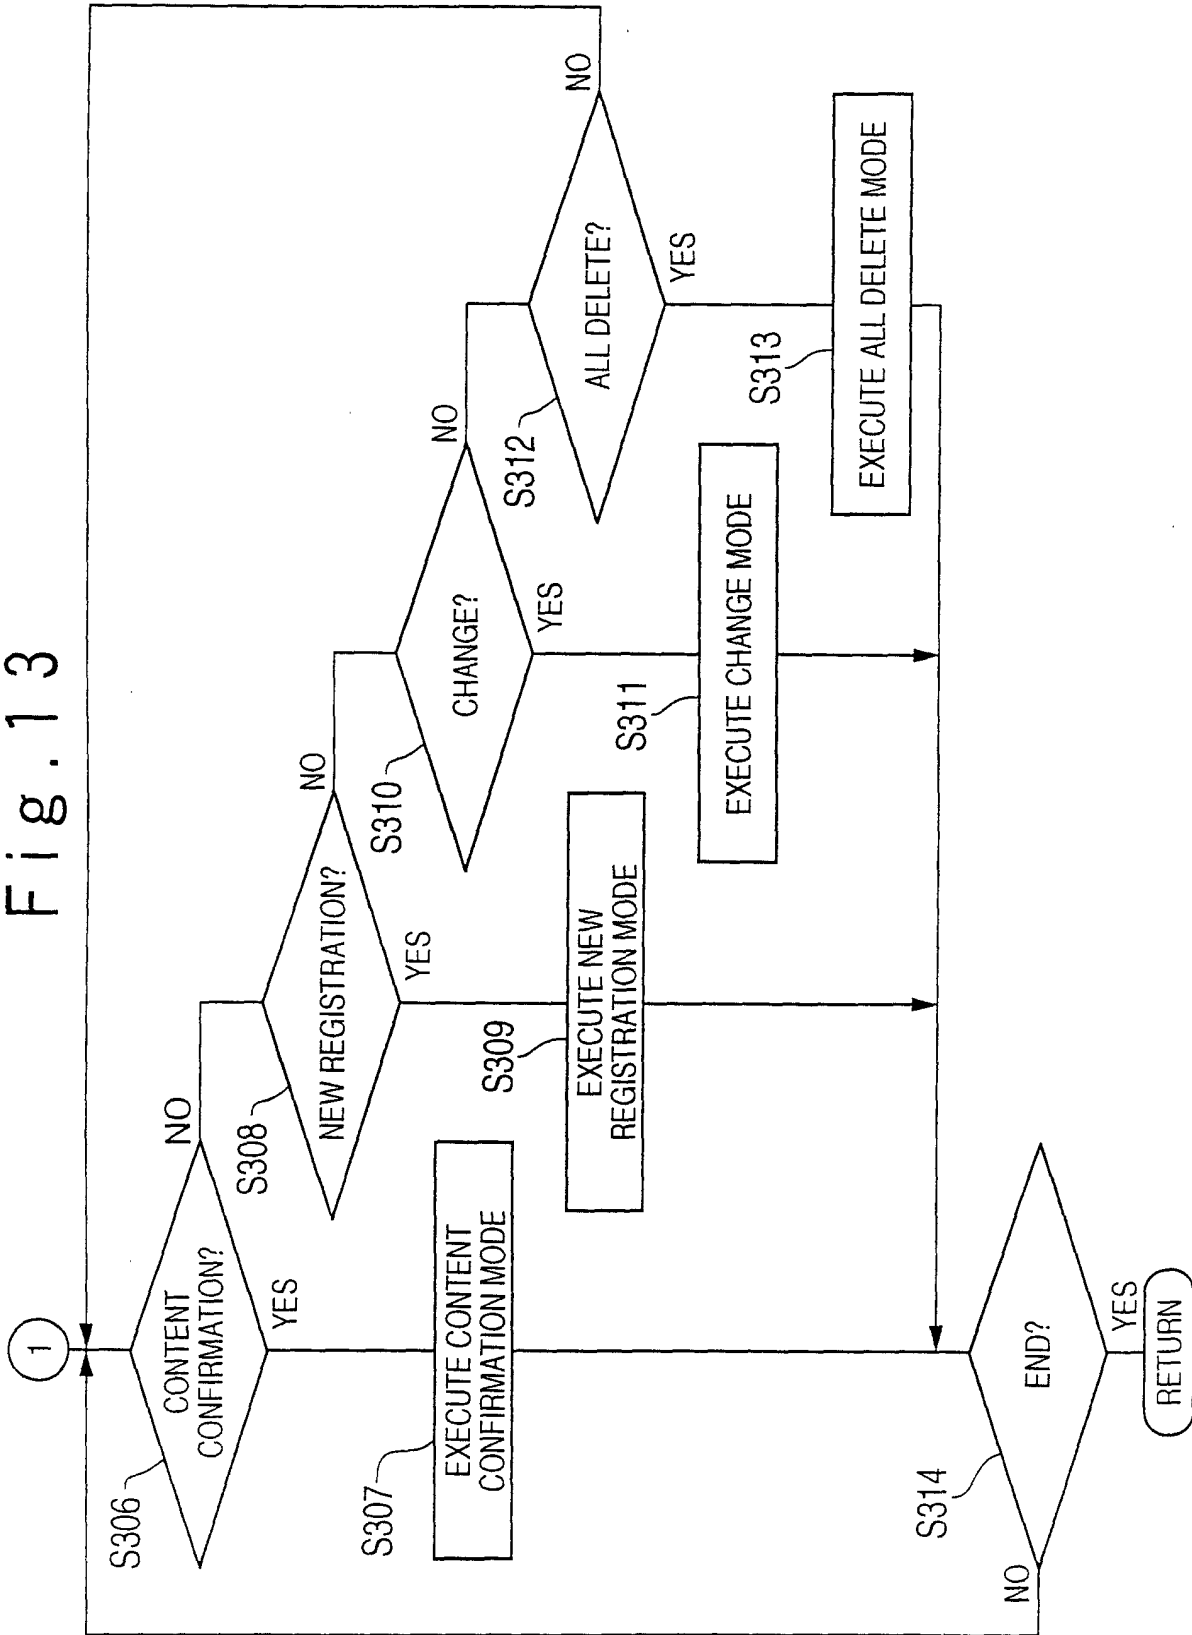 Fig.13
1
CONTENT
CONFIRMATION?
S306
NO
YES
EXECUTE CONTENT
CONFIRMATION MODE
S307
NEW REGISTRATION?
S308
NO
YES
EXECUTE NEW
REGISTRATION MODE
S309
CHANGE?
S310
NO
YES
EXECUTE CHANGE MODE
S311
ALL DELETE?
S312
NO
YES
EXECUTE ALL DELETE MODE
S313
END?
S314
NO
YES
RETURN